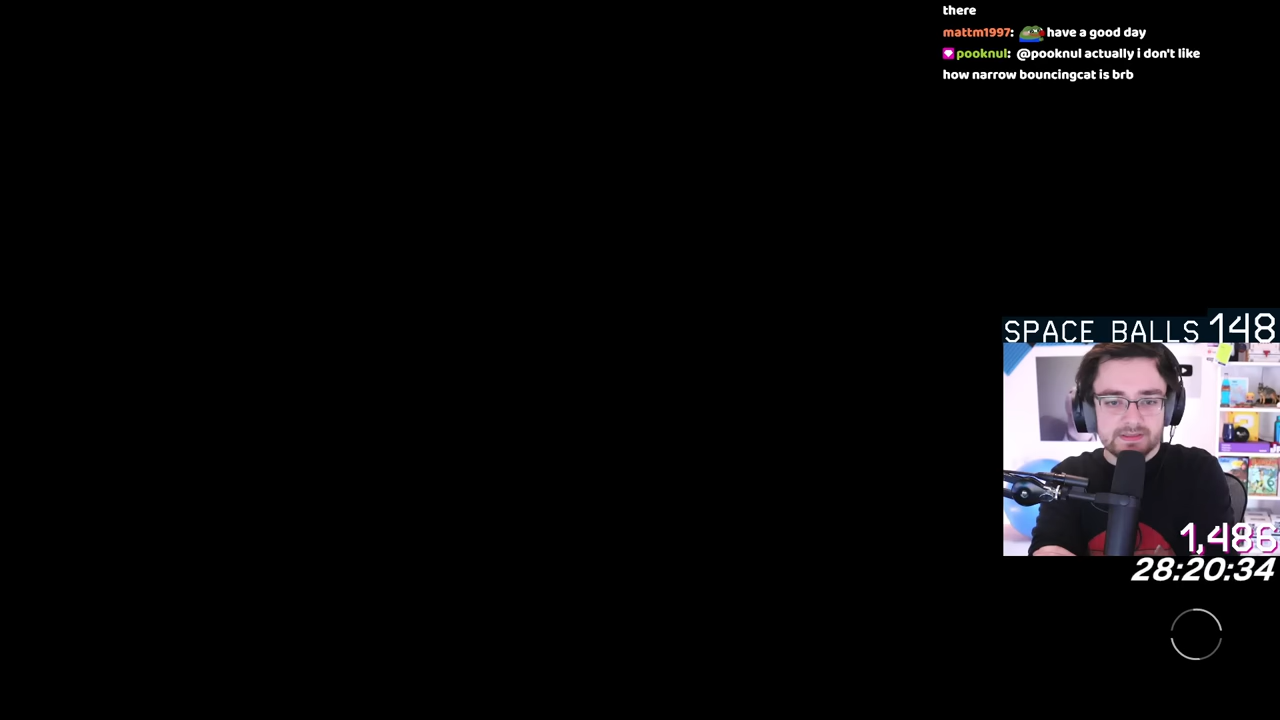 there
mattm1997: have a good day
pooknul: @pooknul actually i don't like
how narrow bouncingcat is brb
SPACE BALLS 148
1,486
28:20:34